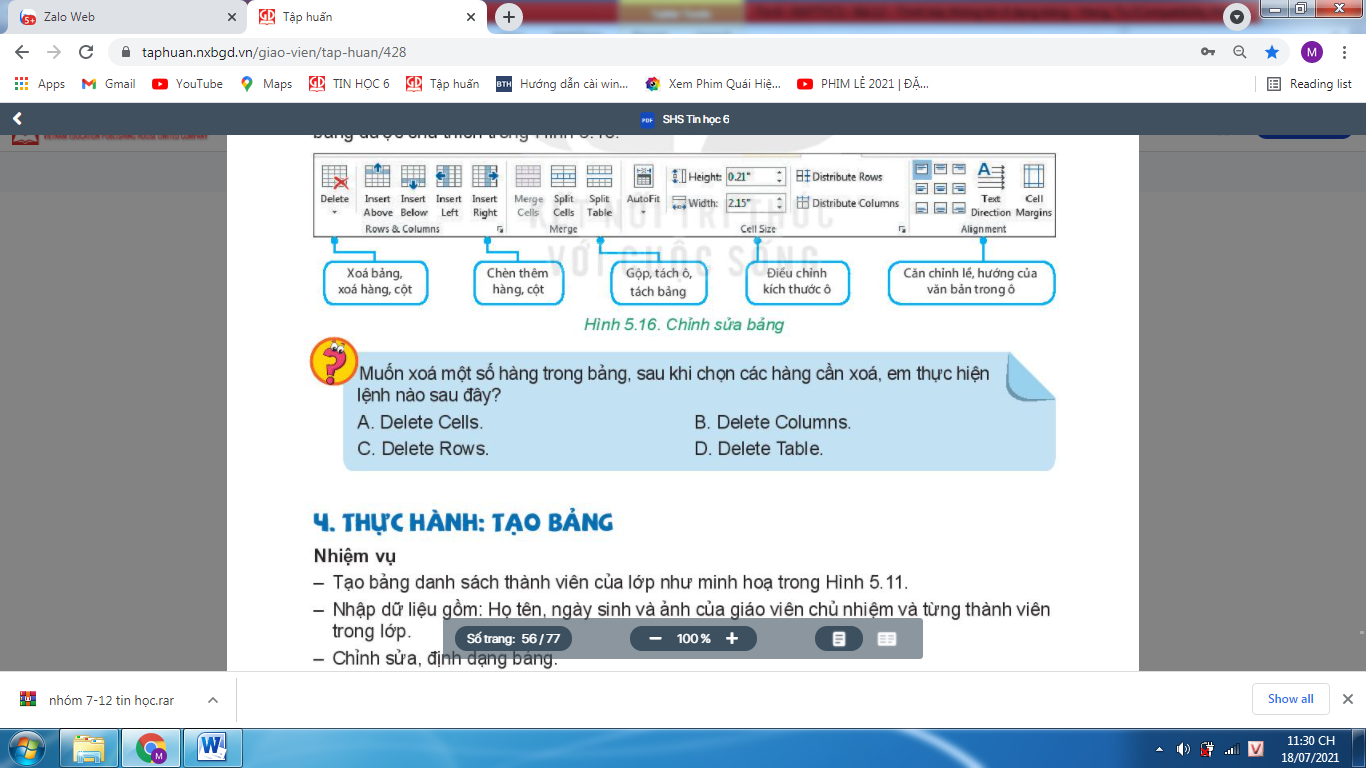 Zalo Web
Tập huấn
taphuan.nxbgd.vn/giao-vien/tap-huan/428
M
Apps
Gmail
YouTube
Maps
TIN HỌC 6
Tập huấn
BTH Hướng dẫn cài win...
Xem Phim Quái Hiệ...
PHIM LẺ 2021 | ĐẶ...
Reading list
PDF SHS Tin học 6
Delete
Insert Above
Insert Below
Insert Left
Insert Right
Rows & Columns
Merge Cells
Split Cells
Split Table
Merge
AutoFit
Height: 0.21"
Width: 2.15"
Distribute Rows
Distribute Columns
Cell Size
Text Direction
Cell Margins
Alignment
KẾT NỐI TRI THỨC
VỚI CUỘC SỐNG
Xoá bảng,
xoá hàng, cột
Chèn thêm
hàng, cột
Gộp, tách ô,
tách bảng
Điều chỉnh
kích thước ô
Căn chỉnh lề, hướng của
văn bản trong ô
Hình 5.16. Chỉnh sửa bảng
Muốn xoá một số hàng trong bảng, sau khi chọn các hàng cần xoá, em thực hiện
lệnh nào sau đây?
A. Delete Cells.
B. Delete Columns.
C. Delete Rows.
D. Delete Table.
4. THỰC HÀNH: TẠO BẢNG
Nhiệm vụ
– Tạo bảng danh sách thành viên của lớp như minh hoạ trong Hình 5.11.
– Nhập dữ liệu gồm: Họ tên, ngày sinh và ảnh của giáo viên chủ nhiệm và từng thành viên
trong lớp.
Số trang: 56 / 77
100 %
– Chỉnh sửa, định dạng bảng.
nhóm 7-12 tin học.rar
Show all
11:30 CH
18/07/2021